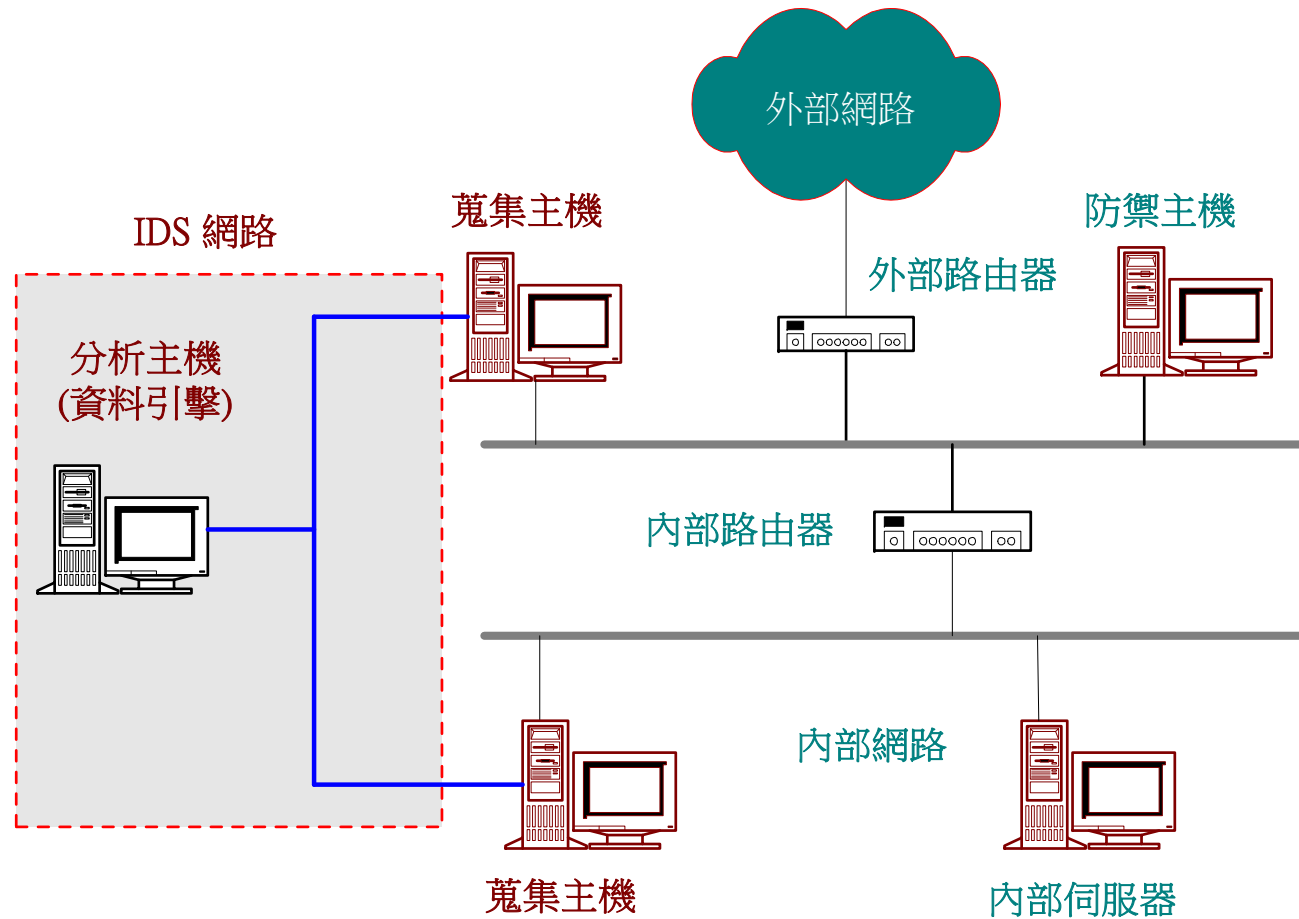 外部網路
蒐集主機
防禦主機
IDS 網路
外部路由器
分析主機
(資料引擊)
內部路由器
內部網路
蒐集主機
內部伺服器